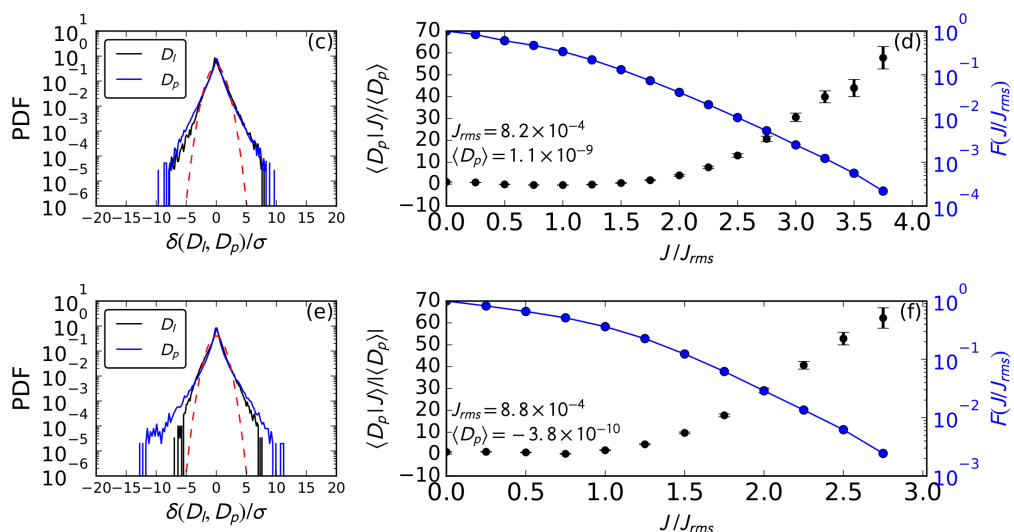 (c)
10^1
10^0
10^-1
10^-2
10^-3
10^-4
10^-5
10^-6
PDF
D_l
D_p
−20 −15 −10 −5 0 5 10 15 20
δ(D_l, D_p)/σ
(d)
70
60
50
40
30
20
10
0
−10
⟨D_p|J⟩/⟨D_p⟩
J_rms = 8.2×10^-4
⟨D_p⟩ = 1.1×10^-9
10^0
10^-1
10^-2
10^-3
10^-4
F(J/J_rms)
0.0 0.5 1.0 1.5 2.0 2.5 3.0 3.5 4.0
J/J_rms
(e)
10^1
10^0
10^-1
10^-2
10^-3
10^-4
10^-5
10^-6
PDF
D_l
D_p
−20 −15 −10 −5 0 5 10 15 20
δ(D_l, D_p)/σ
(f)
70
60
50
40
30
20
10
0
−10
⟨D_p|J⟩/|⟨D_p⟩|
J_rms = 8.8×10^-4
⟨D_p⟩ = −3.8×10^-10
10^0
10^-1
10^-2
10^-3
F(J/J_rms)
0.0 0.5 1.0 1.5 2.0 2.5 3.0
J/J_rms